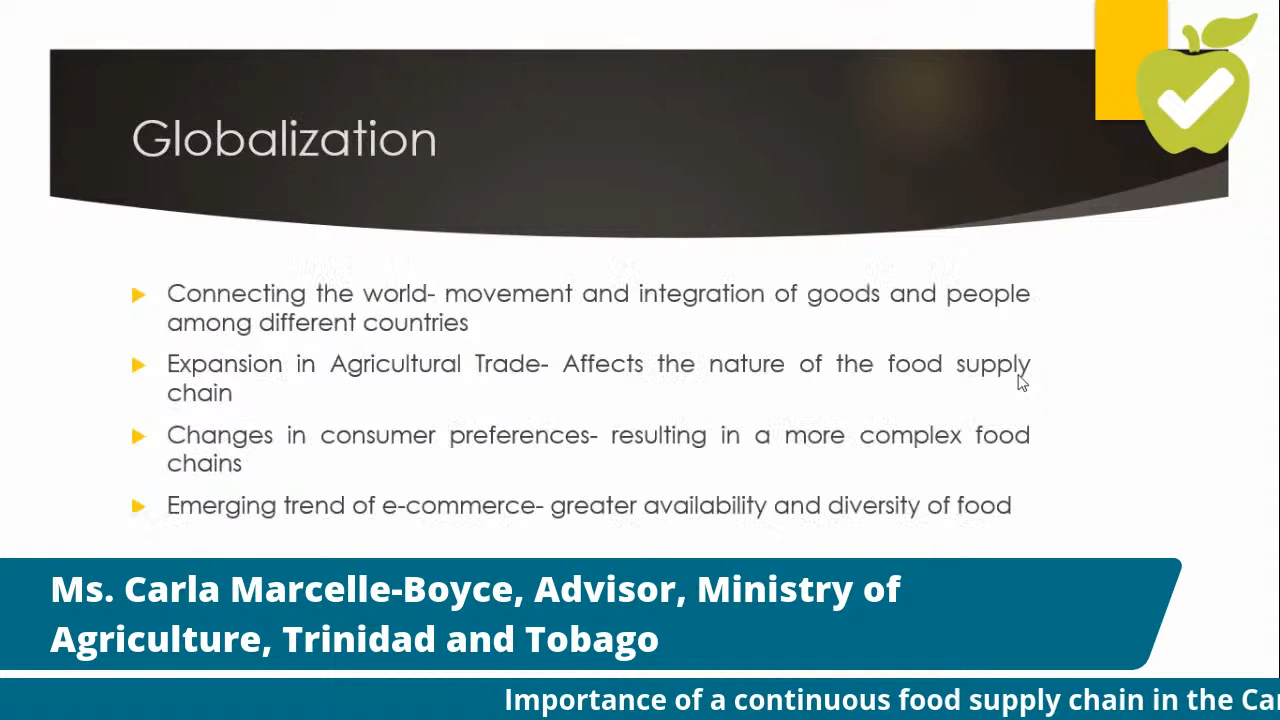 Globalization
Connecting the world- movement and integration of goods and people
among different countries
Expansion in Agricultural Trade- Affects the nature of the food supply
chain
Changes in consumer preferences- resulting in a more complex food
chains
Emerging trend of e-commerce- greater availability and diversity of food
Ms. Carla Marcelle-Boyce, Advisor, Ministry of
Agriculture, Trinidad and Tobago
Importance of a continuous food supply chain in the